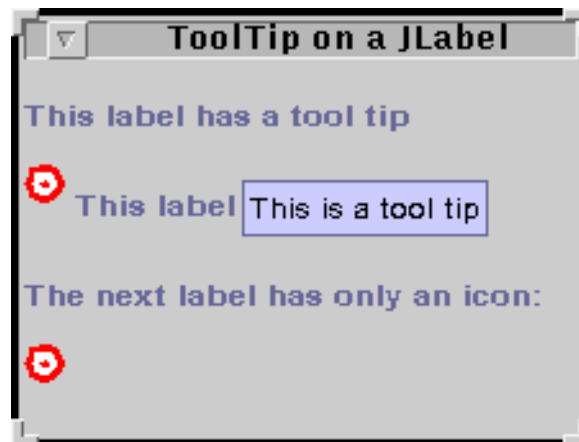 ToolTip on a JLabel
This label has a tool tip
This label This is a tool tip
The next label has only an icon: